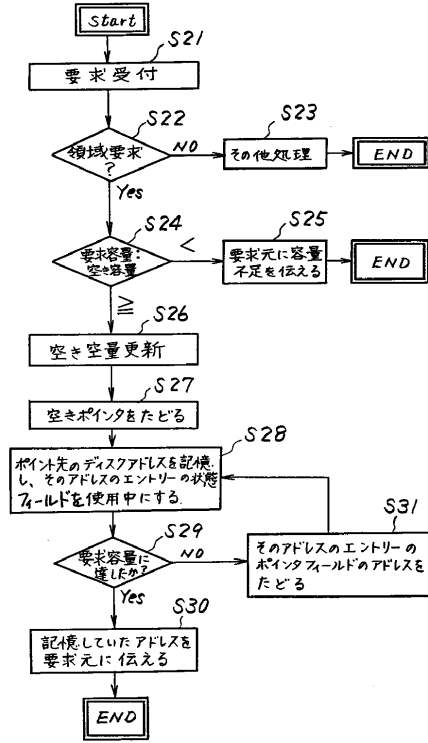 Start
S21
要求受付
S22
領域要求
?
NO
S23
その他処理
END
Yes
S24
要求容量:
空き容量
<
S25
要求元に容量
不足を伝える
END
≧
S26
空き空量更新
S27
空きポインタをたどる
S28
ポイント先のディスクアドレスを記憶
し、そのアドレスのエントリーの状態
フィールドを使用中にする
S29
要求容量に
達したか?
NO
S31
そのアドレスのエントリーの
ポインタフィールドのアドレスを
たどる
Yes
S30
記憶していたアドレスを
要求元に伝える
END